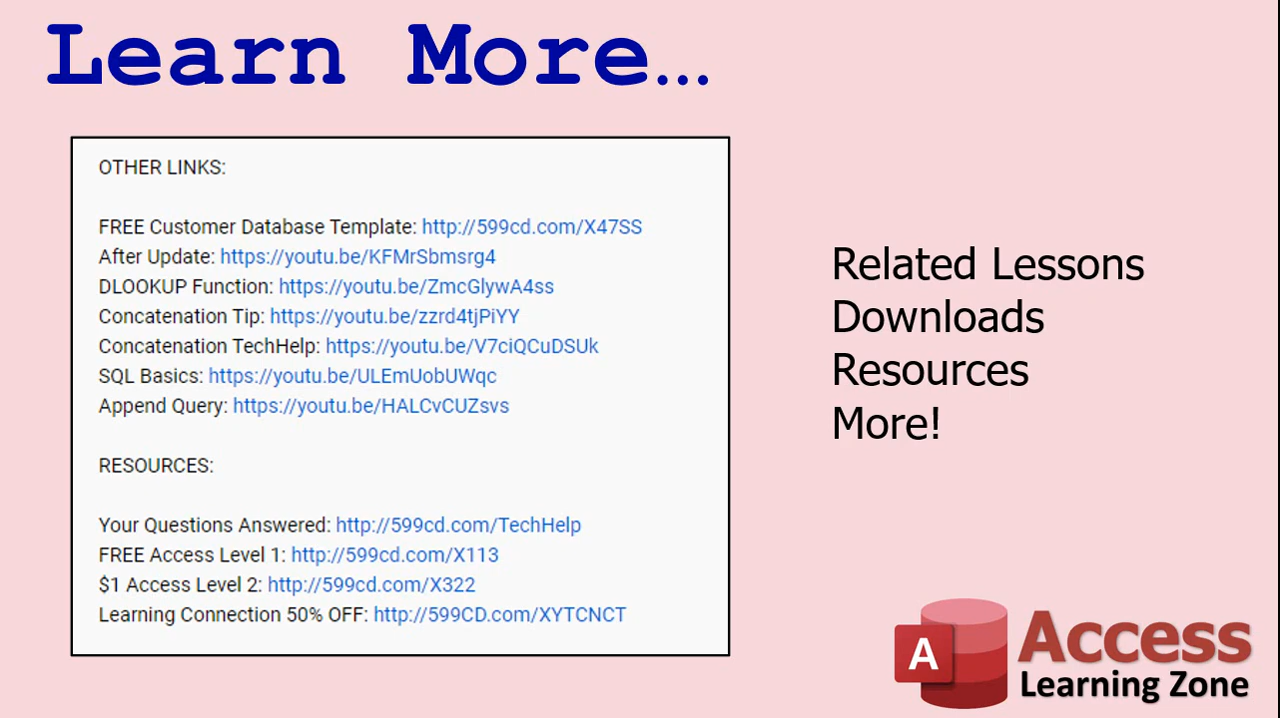 Learn More...
OTHER LINKS:
FREE Customer Database Template: http://599cd.com/X47SS
After Update: https://youtu.be/KFMrSbmsrg4
DLOOKUP Function: https://youtu.be/ZmcGlywA4ss
Concatenation Tip: https://youtu.be/zzrd4tjPiYY
Concatenation TechHelp: https://youtu.be/V7ciQCuDSUk
SQL Basics: https://youtu.be/ULEmUobUWqc
Append Query: https://youtu.be/HALCvCUZsvs
RESOURCES:
Your Questions Answered: http://599cd.com/TechHelp
FREE Access Level 1: http://599cd.com/X113
$1 Access Level 2: http://599cd.com/X322
Learning Connection 50% OFF: http://599CD.com/XYTCNCT
Related Lessons
Downloads
Resources
More!
A
Access
Learning Zone